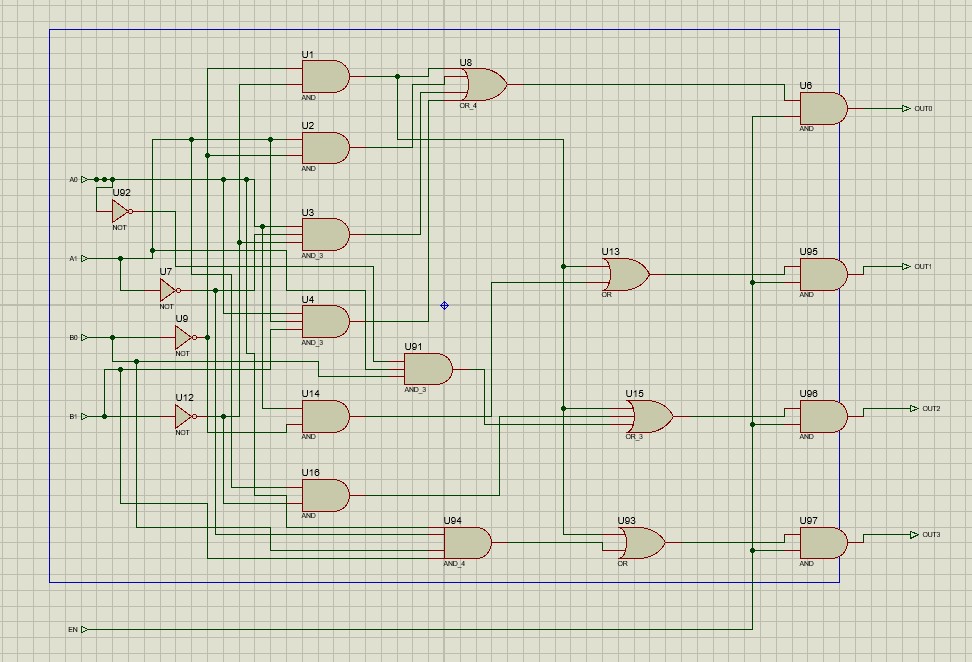 U1
AND
U8
OR_4
U6
AND
OUT0
U2
AND
A0
U92
NOT
U3
AND_3
A1
U7
NOT
U13
OR
U95
AND
OUT1
U4
AND_3
B0
U9
NOT
U91
AND_3
B1
U12
NOT
U14
AND
U15
OR_3
U96
AND
OUT2
U16
AND
U94
AND_4
U93
OR
U97
AND
OUT3
EN